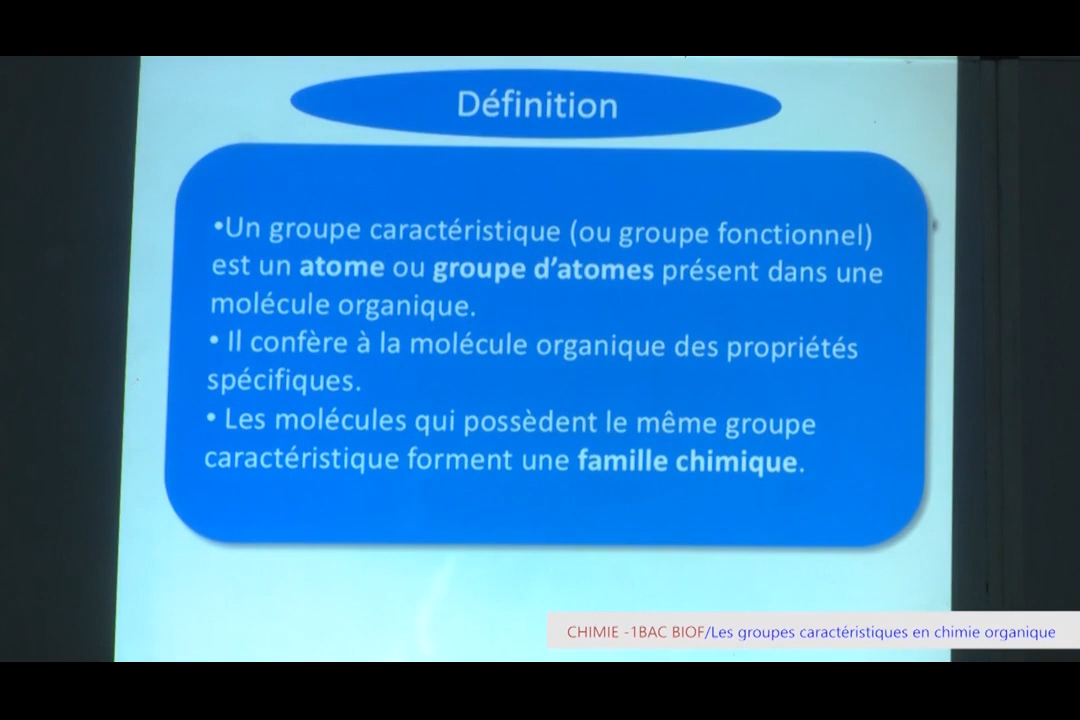 Définition
•Un groupe caractéristique (ou groupe fonctionnel)
est un atome ou groupe d’atomes présent dans une
molécule organique.
• Il confère à la molécule organique des propriétés
spécifiques.
• Les molécules qui possèdent le même groupe
caractéristique forment une famille chimique.
CHIMIE -1BAC BIOF/Les groupes caractéristiques en chimie organique